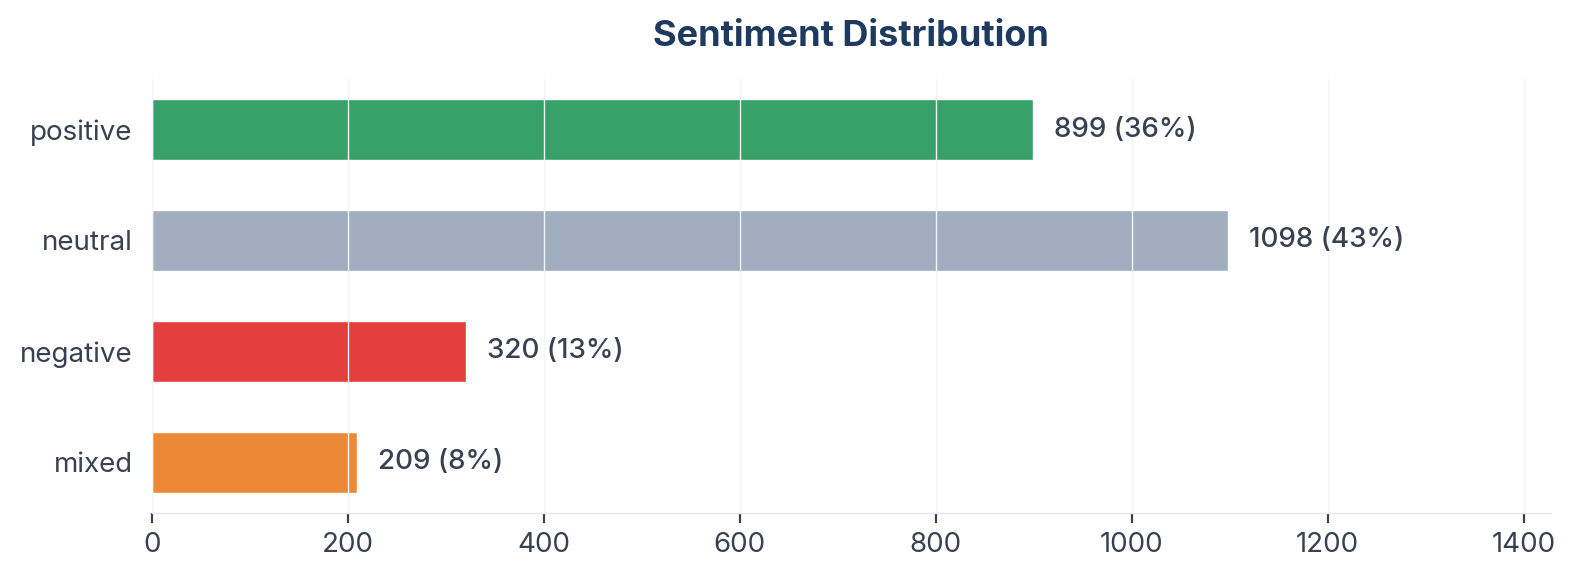 Sentiment Distribution
positive 899 (36%)
neutral 1098 (43%)
negative 320 (13%)
mixed 209 (8%)
0 200 400 600 800 1000 1200 1400